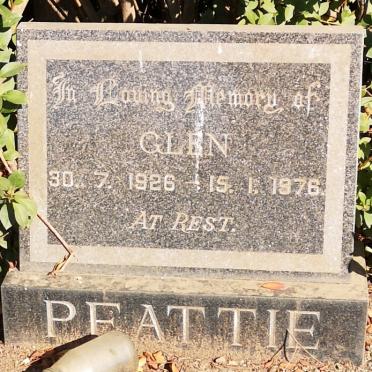 In Loving Memory of
GLEN
30. 7. 1926 - 15. 1. 1976.
AT REST.
PEATTIE